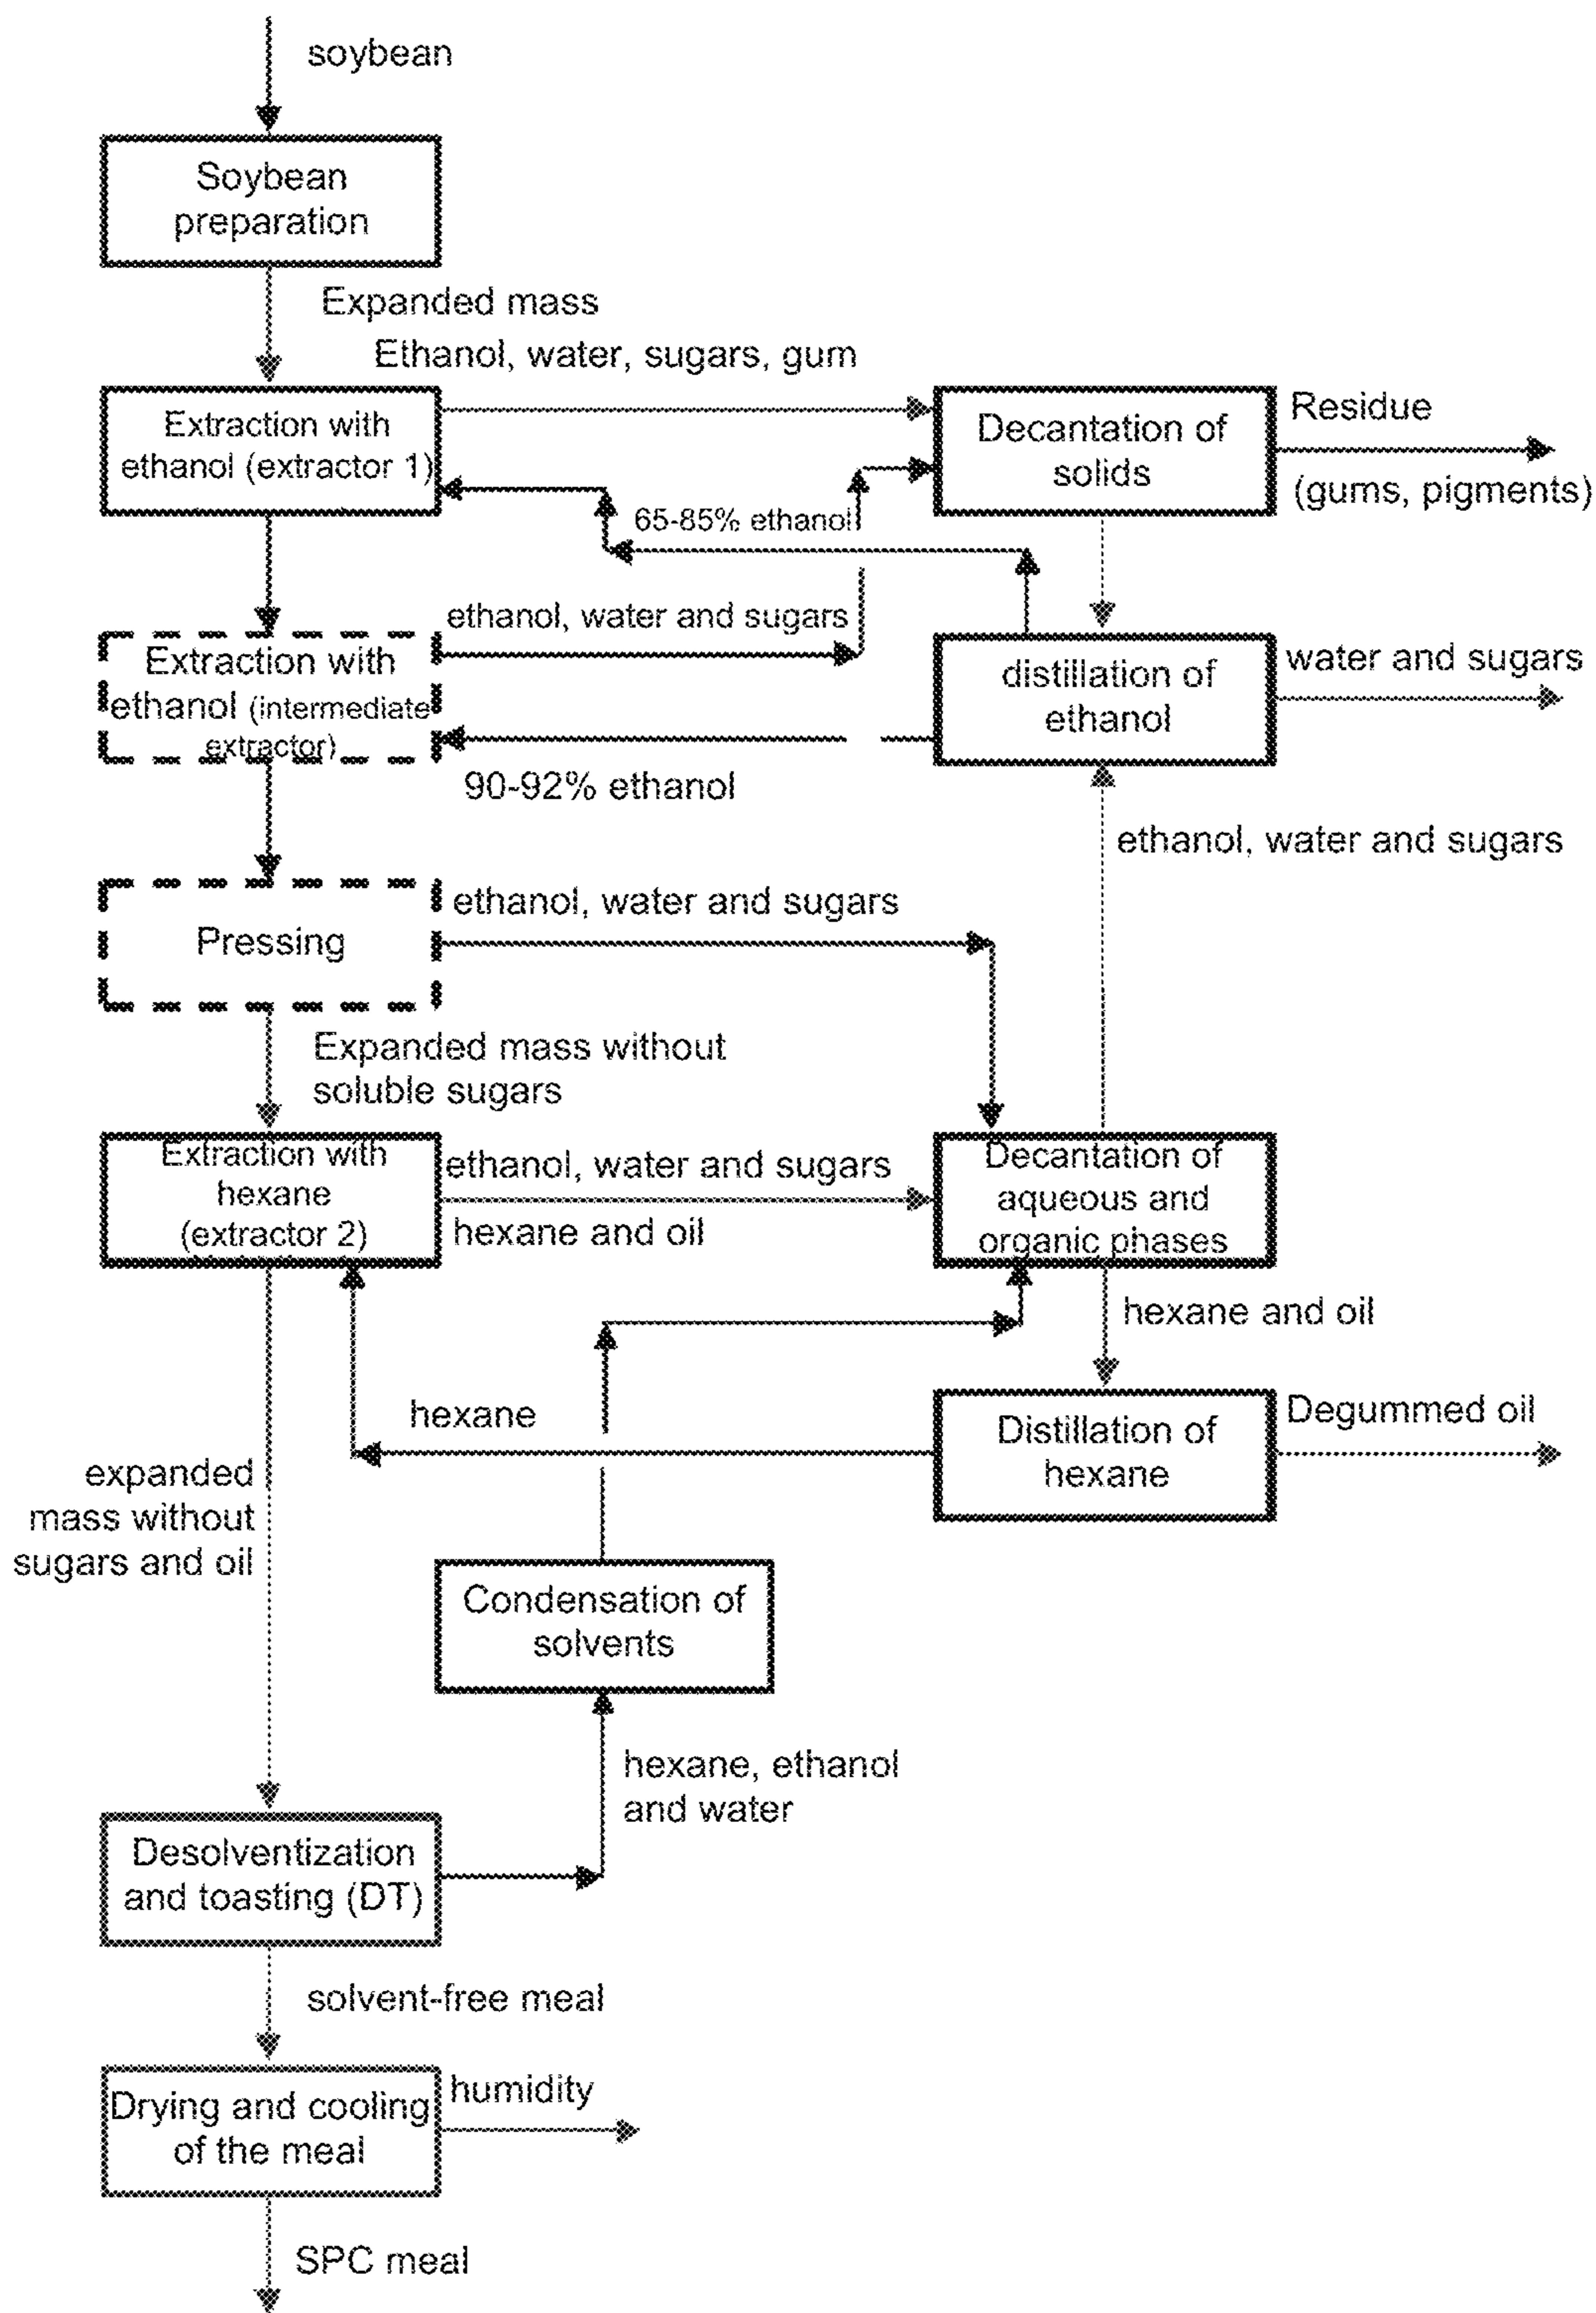 soybean
Soybean
preparation
Expanded mass
Ethanol, water, sugars, gum
Extraction with
ethanol (extractor 1)
Decantation of
solids
Residue
(gums, pigments)
65-85% ethanol
ethanol, water and sugars
Extraction with
ethanol (intermediate
extractor)
distillation of
ethanol
water and sugars
90-92% ethanol
ethanol, water and sugars
Pressing
ethanol, water and sugars
Expanded mass without
soluble sugars
Extraction with
hexane
(extractor 2)
ethanol, water and sugars
hexane and oil
Decantation of
aqueous and
organic phases
hexane and oil
hexane
Distillation of
hexane
Degummed oil
expanded
mass without
sugars and oil
Condensation of
solvents
hexane, ethanol
and water
Desolventization
and toasting (DT)
solvent-free meal
Drying and cooling
of the meal
humidity
SPC meal